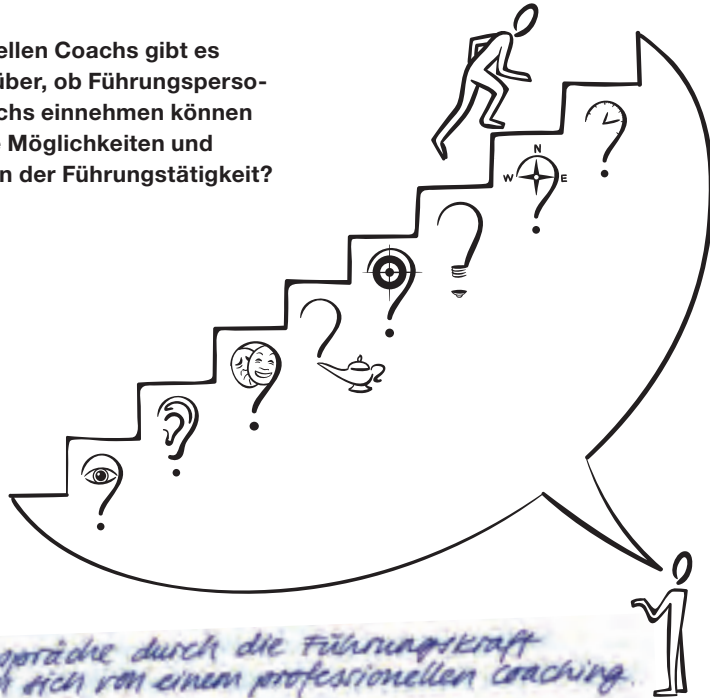 ellen Coachs gibt es
über, ob Führungsperso-
chs einnehmen können
Möglichkeiten und
n der Führungstätigkeit?
N
W E
espräche durch die Führungskraft
sich von einem professionellen Coaching.